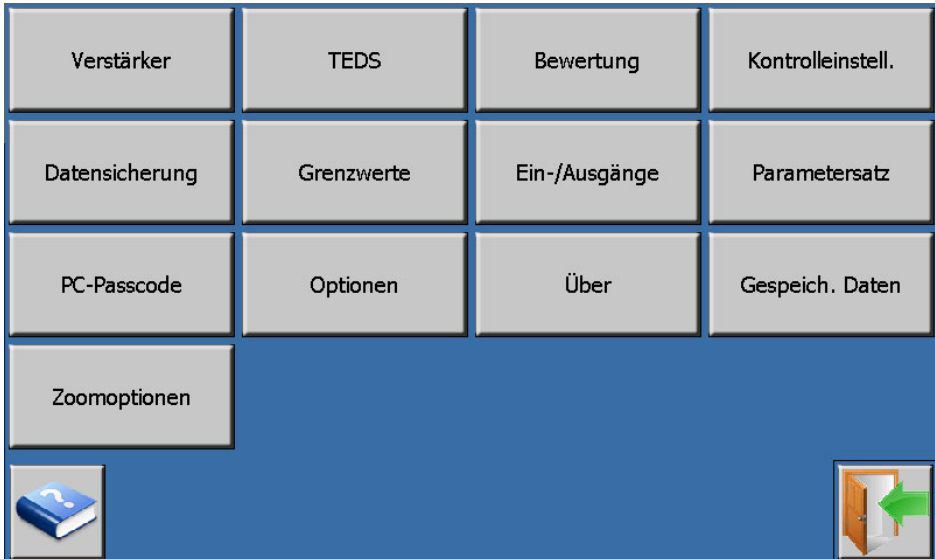 Verstärker
TEDS
Bewertung
Kontrolleinstell.
Datensicherung
Grenzwerte
Ein-/Ausgänge
Parametersatz
PC-Passcode
Optionen
Über
Gespeich. Daten
Zoomoptionen
?